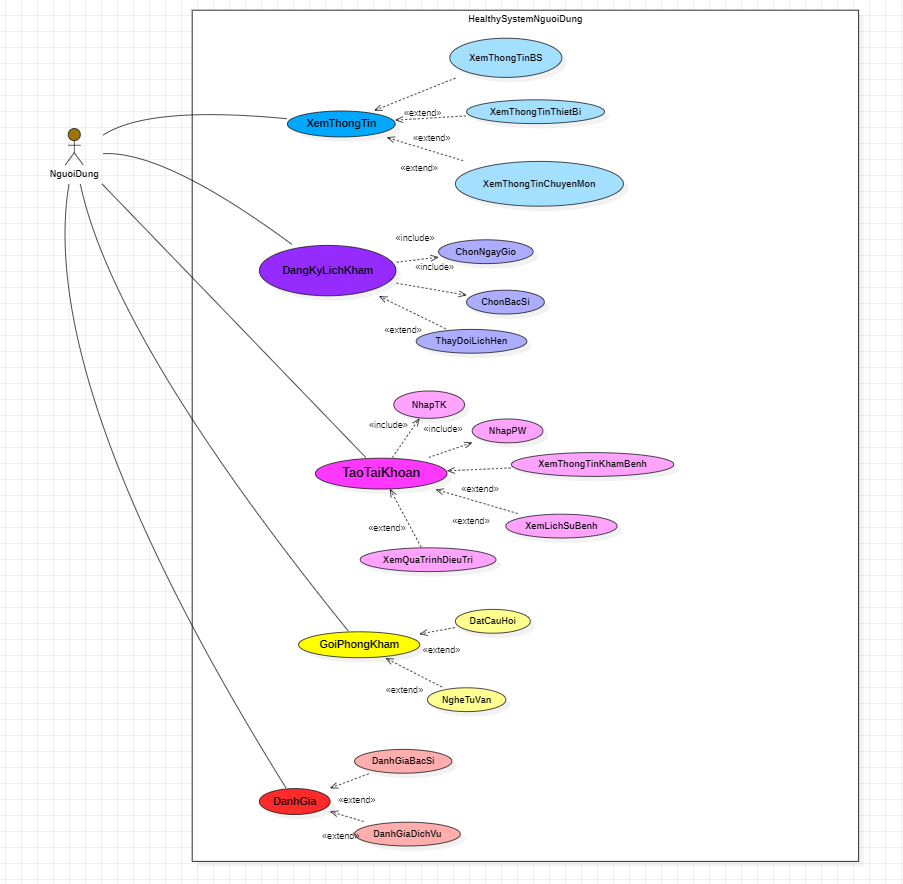 HealthySystemNguoiDung
XemThongTinBS
XemThongTinThietBi
«extend»
XemThongTin
«extend»
«extend»
XemThongTinChuyenMon
NguoiDung
«include»
ChonNgayGio
«include»
DangKyLichKham
ChonBacSi
«extend»
ThayDoiLichHen
NhapTK
«include»
«include»
NhapPW
XemThongTinKhamBenh
TaoTaiKhoan
«extend»
«extend»
XemLichSuBenh
«extend»
XemQuaTrinhDieuTri
DatCauHoi
GoiPhongKham
«extend»
«extend»
NgheTuVan
DanhGiaBacSi
DanhGia
«extend»
«extend»
DanhGiaDichVu